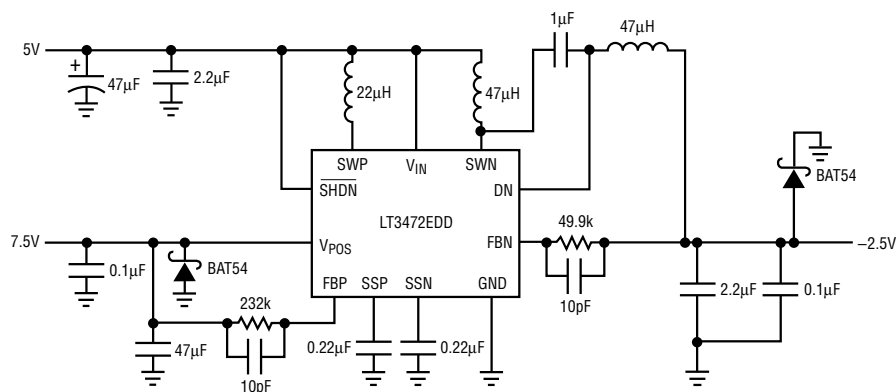 1µF
47µH
5V
+
47µF
2.2µF
22µH
47µH
SWP
V_IN
SWN
SHDN
DN
BAT54
LT3472EDD
49.9k
7.5V
V_POS
FBN
–2.5V
0.1µF
BAT54
FBP
SSP
SSN
GND
232k
10pF
2.2µF
0.1µF
47µF
0.22µF
0.22µF
10pF